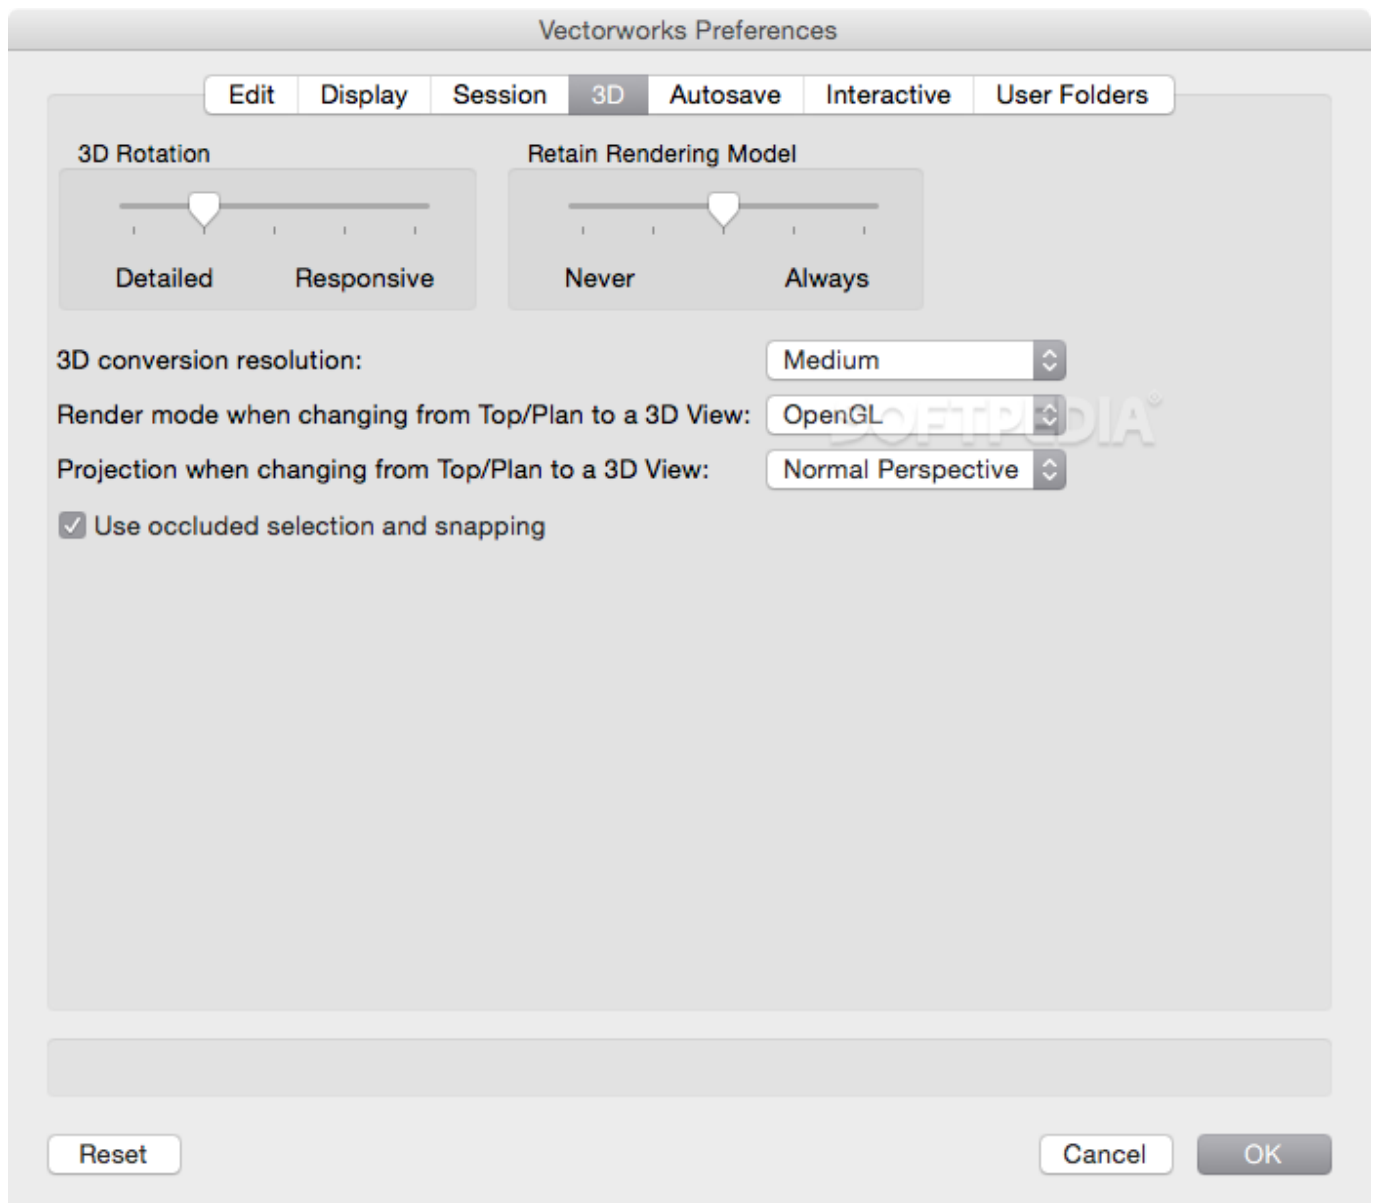 Vectorworks Preferences
Edit Display Session 3D Autosave Interactive User Folders
3D Rotation Retain Rendering Model
Detailed Responsive Never Always
3D conversion resolution: Medium
Render mode when changing from Top/Plan to a 3D View: OpenGL
SOFTPEDIA®
Projection when changing from Top/Plan to a 3D View: Normal Perspective
Use occluded selection and snapping
Reset Cancel OK